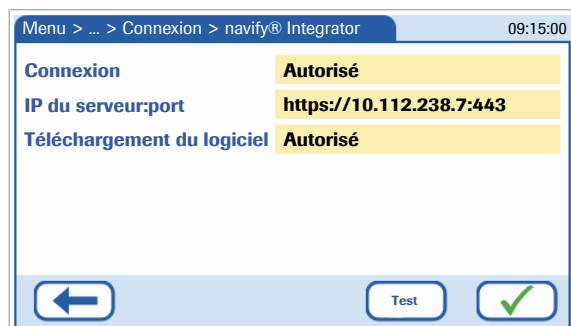 Menu > ... > Connexion > navify® Integrator 09:15:00
Connexion Autorisé
IP du serveur:port https://10.112.238.7:443
Téléchargement du logiciel Autorisé
Test